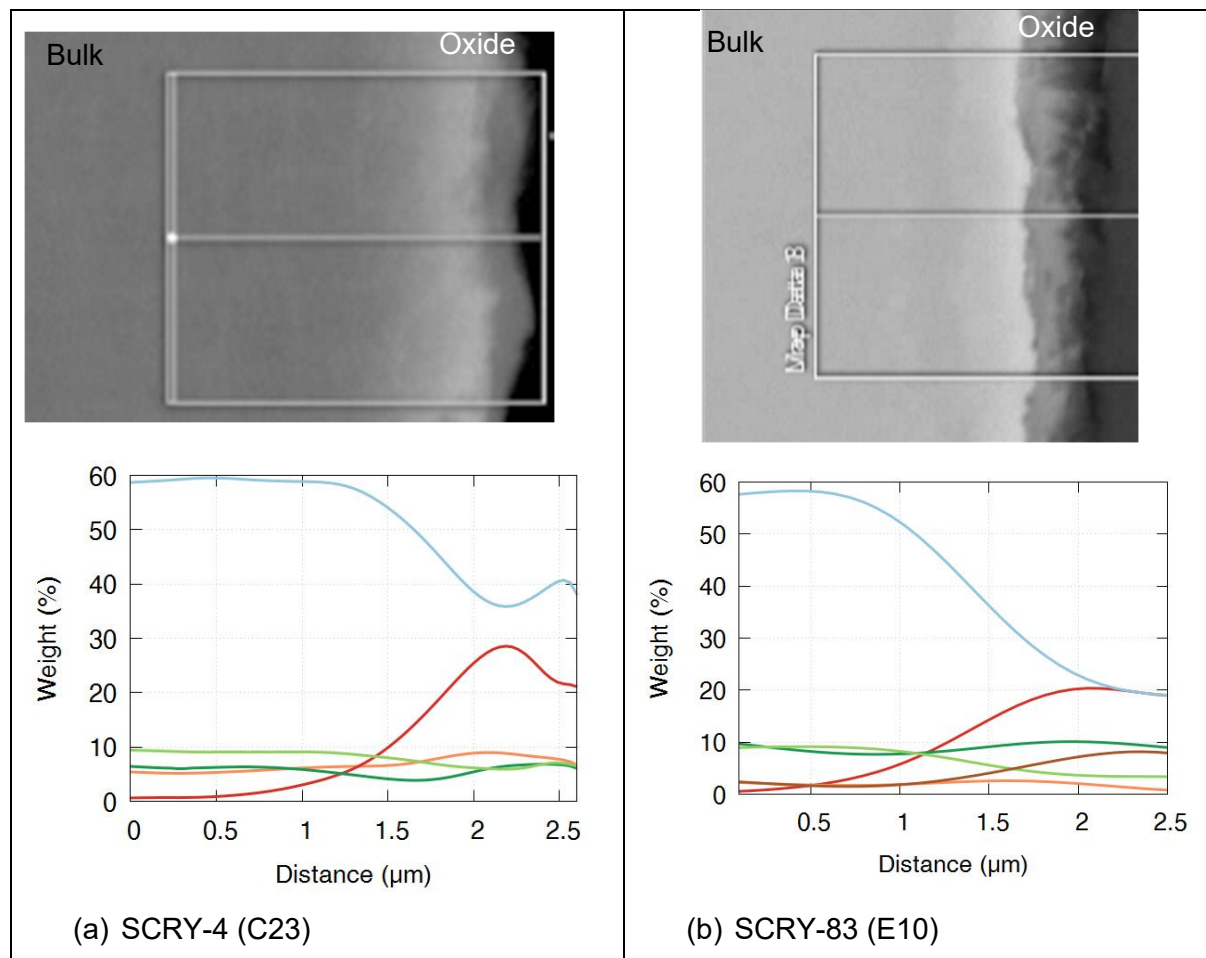 Bulk
Oxide
60
50
40
30
20
10
0
Weight (%)
0 0.5 1 1.5 2 2.5
Distance (µm)
(a) SCRY-4 (C23)
Bulk
Oxide
Map Data 8
60
50
40
30
20
10
0
Weight (%)
0.5 1 1.5 2 2.5
Distance (µm)
(b) SCRY-83 (E10)